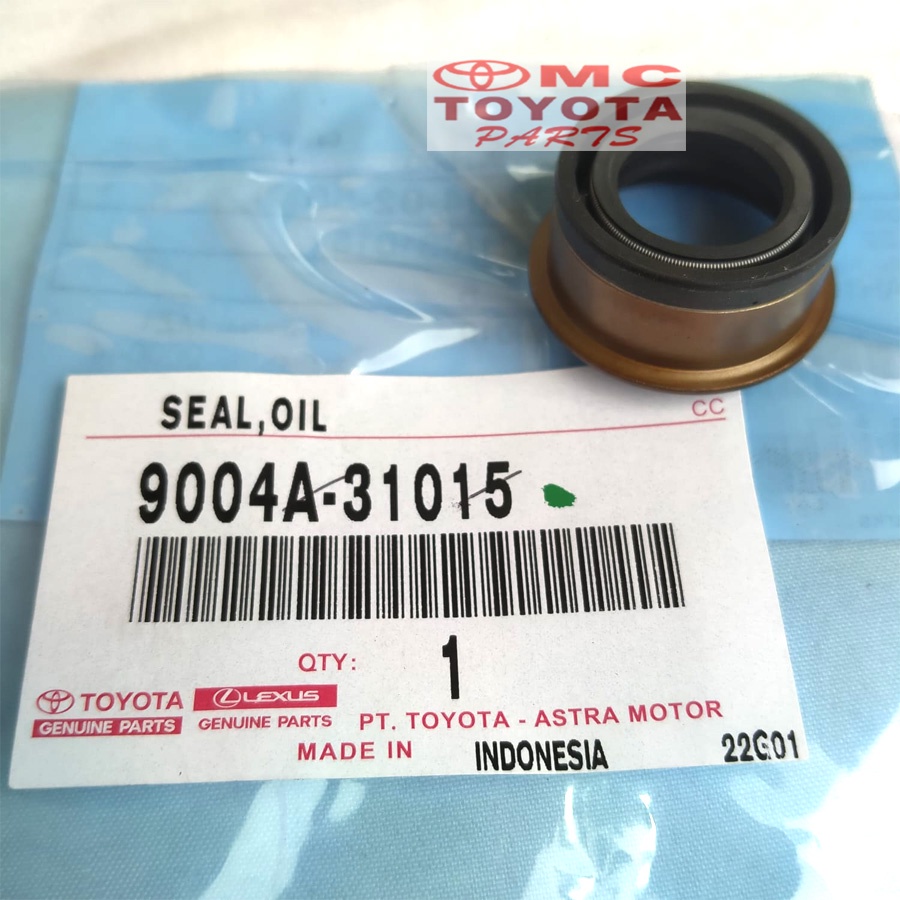 MC
TOYOTA
PARTS
SEAL,OIL
CC
9004A-31015
QTY: 1
TOYOTA LEXUS
GENUINE PARTS GENUINE PARTS PT. TOYOTA - ASTRA MOTOR
MADE IN INDONESIA 22G01